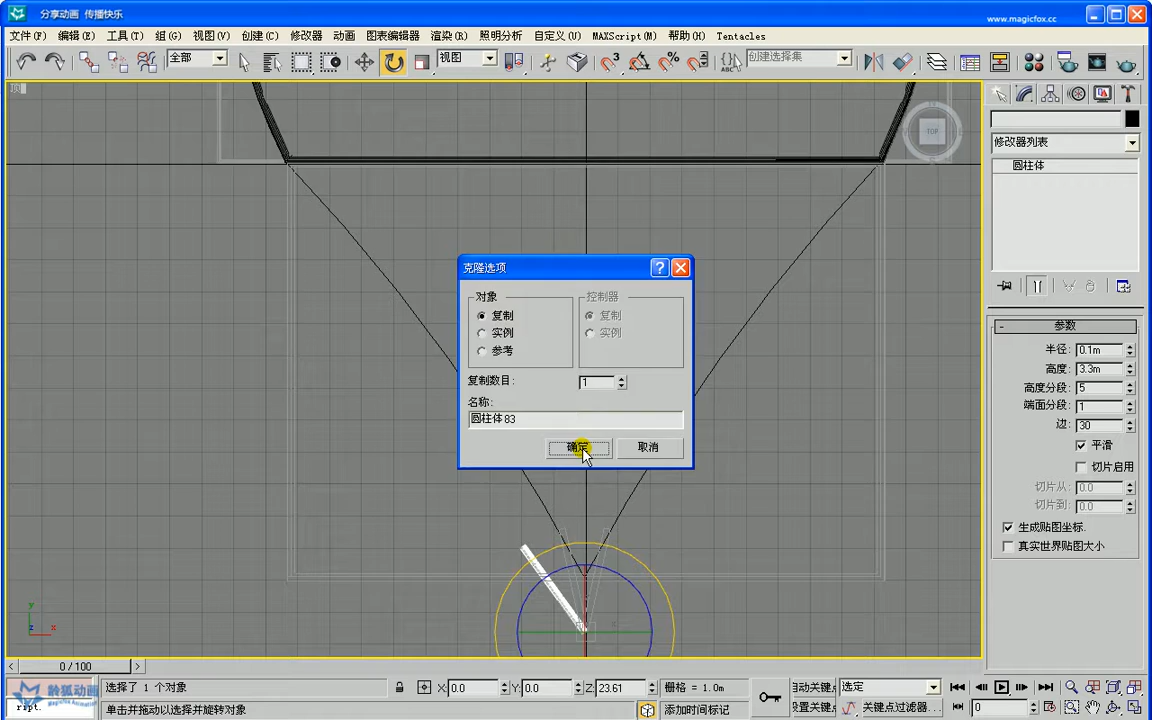 分享动画 传播快乐
www.magicfox.cc
文件(F) 编辑(E) 工具(T) 组(G) 视图(V) 创建(C) 修改器 动画 图表编辑器 渲染(R) 照明分析 自定义(U) MAXScript(M) 帮助(H) Tentacles
全部 视图 创建选择集
顶
TOP
修改器列表
圆柱体
克隆选项
对象 控制器
复制 复制
实例 实例
参考
复制数目: 1
名称:
圆柱体83
确定 取消
- 参数
半径: 0.1m
高度: 3.3m
高度分段: 5
端面分段: 1
边: 30
平滑
切片启用
切片从: 0.0
切片到: 0.0
生成贴图坐标.
真实世界贴图大小
y
z x
< 0 / 100 >
选择了 1 个对象 X: 0.0 Y: 0.0 Z: 23.61 栅格 = 1.0m 自动关键点 选定
单击并拖动以选择并旋转对象 添加时间标记 设置关键点 关键点过滤器... 0
龄狐动画
Magicfox Animation
ript.